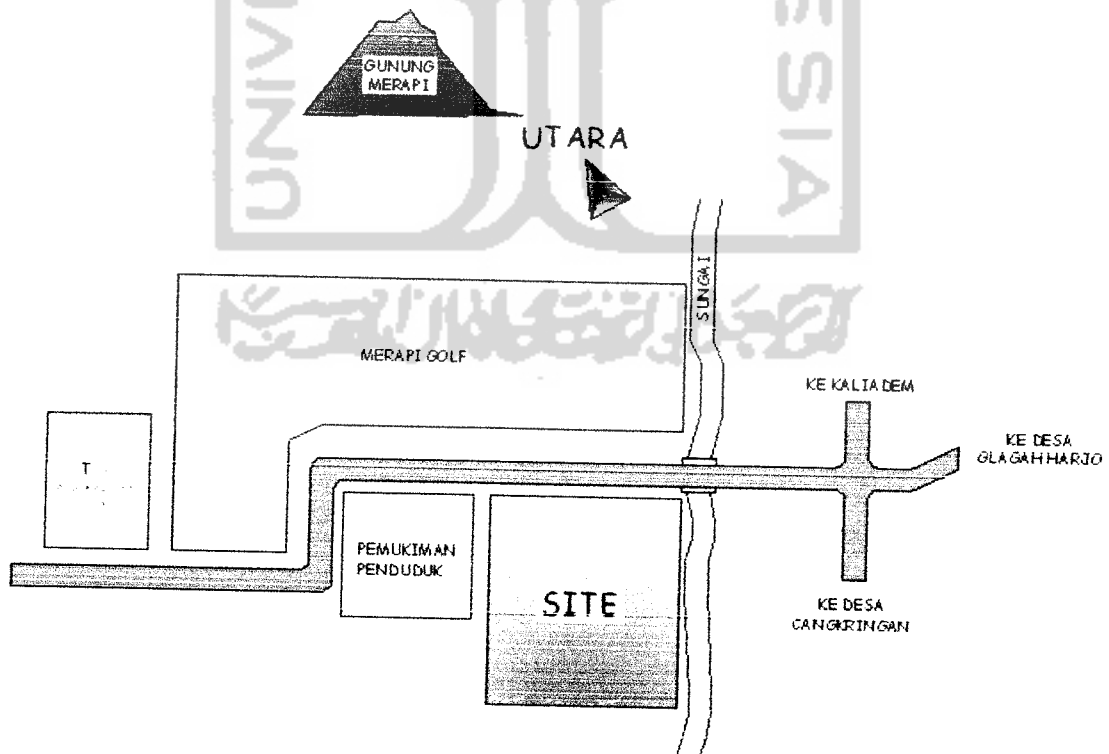 GUNUNG
MERAPI
UTARA
SUNGAI
MERAPI GOLF
KE KALIADEM
KE DESA
GLAGAHHARJO
T
PEMUKIMAN
PENDUDUK
SITE
KE DESA
CANGKRINGAN